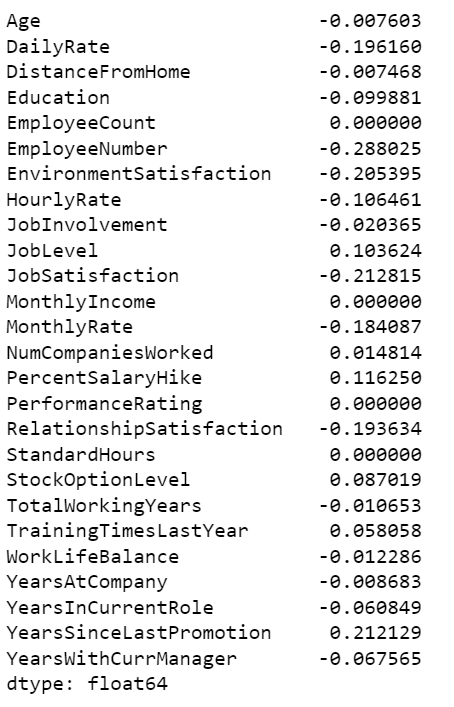 Age                        -0.007603
DailyRate                  -0.196160
DistanceFromHome           -0.007468
Education                  -0.099881
EmployeeCount               0.000000
EmployeeNumber             -0.288025
EnvironmentSatisfaction    -0.205395
HourlyRate                 -0.106461
JobInvolvement             -0.020365
JobLevel                    0.103624
JobSatisfaction            -0.212815
MonthlyIncome               0.000000
MonthlyRate                -0.184087
NumCompaniesWorked          0.014814
PercentSalaryHike           0.116250
PerformanceRating           0.000000
RelationshipSatisfaction   -0.193634
StandardHours               0.000000
StockOptionLevel            0.087019
TotalWorkingYears          -0.010653
TrainingTimesLastYear       0.058058
WorkLifeBalance            -0.012286
YearsAtCompany             -0.008683
YearsInCurrentRole         -0.060849
YearsSinceLastPromotion     0.212129
YearsWithCurrManager       -0.067565
dtype: float64